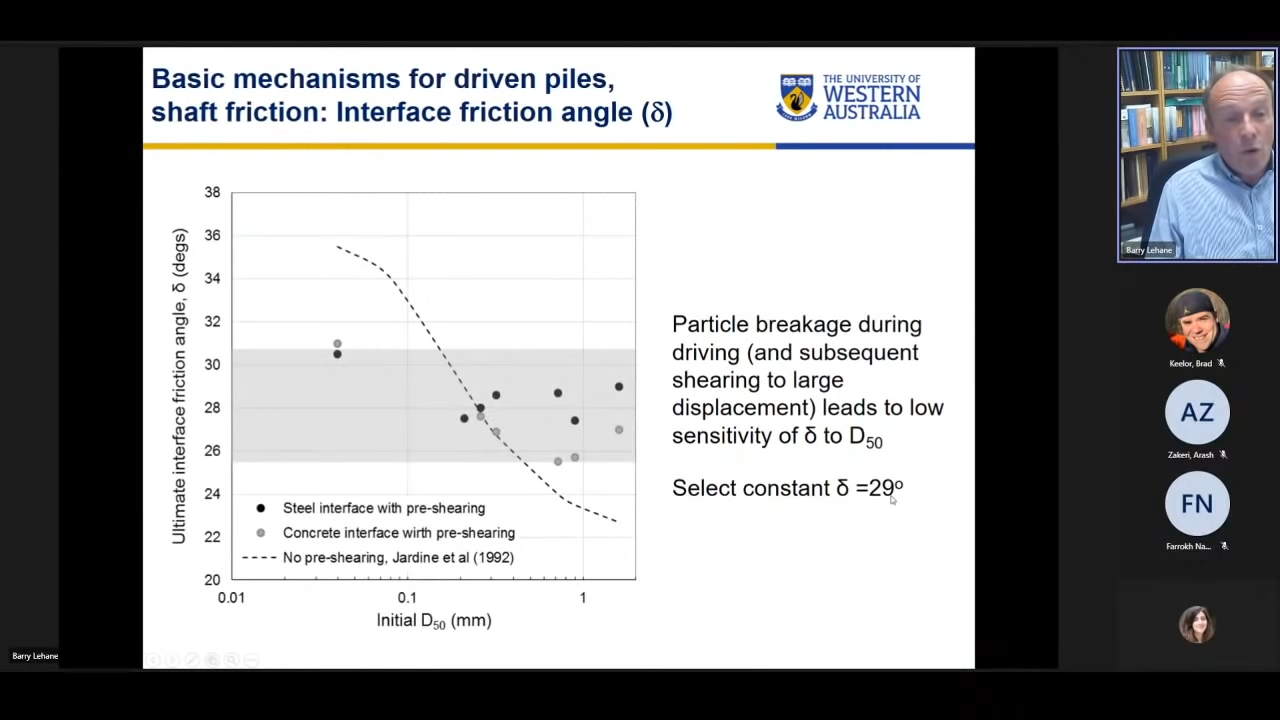 Basic mechanisms for driven piles,
shaft friction: Interface friction angle (δ)
THE UNIVERSITY OF
WESTERN
AUSTRALIA
38
36
34
32
30
28
26
24
22
20
Ultimate interface friction angle, δ (degs)
Steel interface with pre-shearing
Concrete interface wirth pre-shearing
No pre-shearing, Jardine et al (1992)
0.01
0.1
1
Initial D50 (mm)
Particle breakage during
driving (and subsequent
shearing to large
displacement) leads to low
sensitivity of δ to D50
Select constant δ =29º
Barry Lehane
Barry Lehane
Keelor, Brad
AZ
Zakeri, Arash
FN
Farrokh Na...